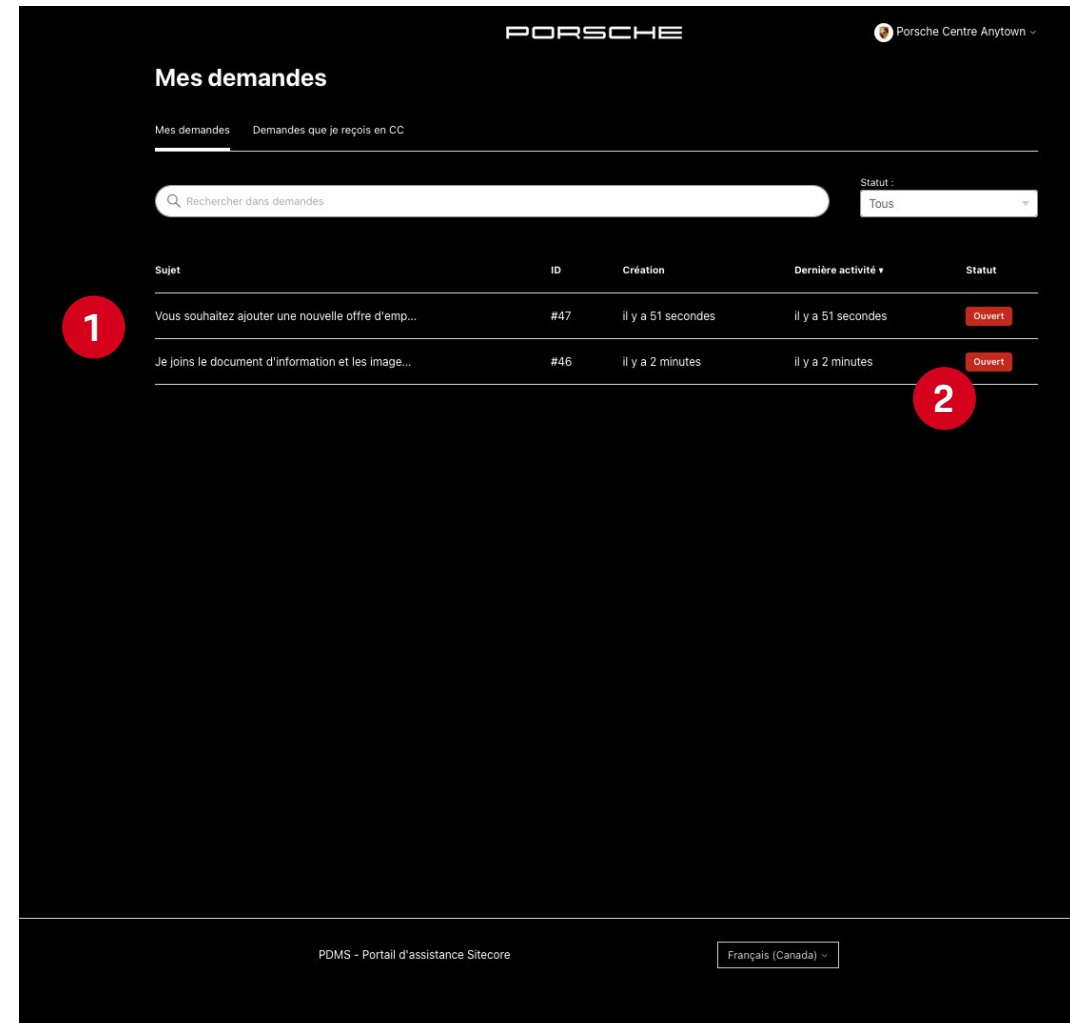 PORSCHE
Porsche Centre Anytown
Mes demandes
Mes demandes Demandes que je reçois en CC
Statut :
Rechercher dans demandes Tous
Sujet ID Création Dernière activité ▾ Statut
1
Vous souhaitez ajouter une nouvelle offre d'emp... #47 il y a 51 secondes il y a 51 secondes Ouvert
Je joins le document d'information et les image... #46 il y a 2 minutes il y a 2 minutes Ouvert
2
PDMS - Portail d'assistance Sitecore Français (Canada)